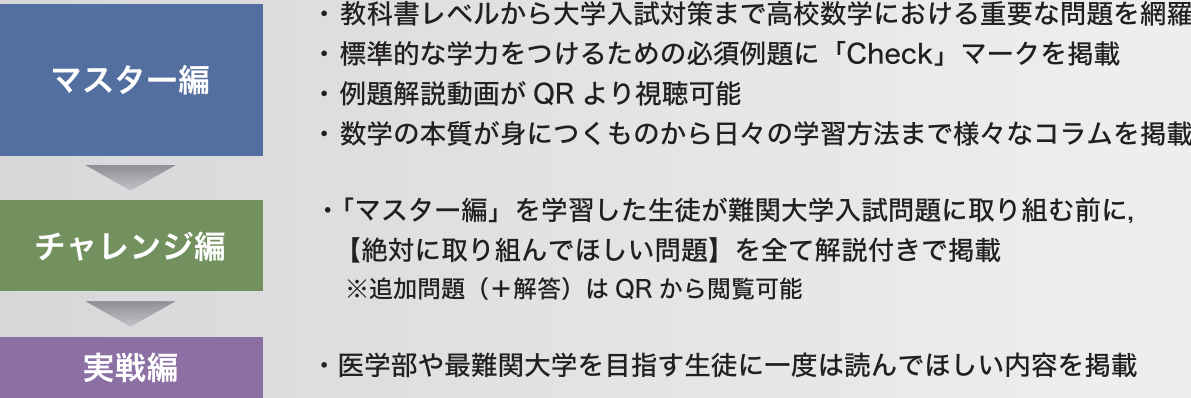 マスター編
・教科書レベルから大学入試対策まで高校数学における重要な問題を網羅
・標準的な学力をつけるための必須例題に「Check」マークを掲載
・例題解説動画が QR より視聴可能
・数学の本質が身につくものから日々の学習方法まで様々なコラムを掲載
チャレンジ編
・「マスター編」を学習した生徒が難関大学入試問題に取り組む前に,
【絶対に取り組んでほしい問題】を全て解説付きで掲載
※追加問題（＋解答）は QR から閲覧可能
実戦編
・医学部や最難関大学を目指す生徒に一度は読んでほしい内容を掲載